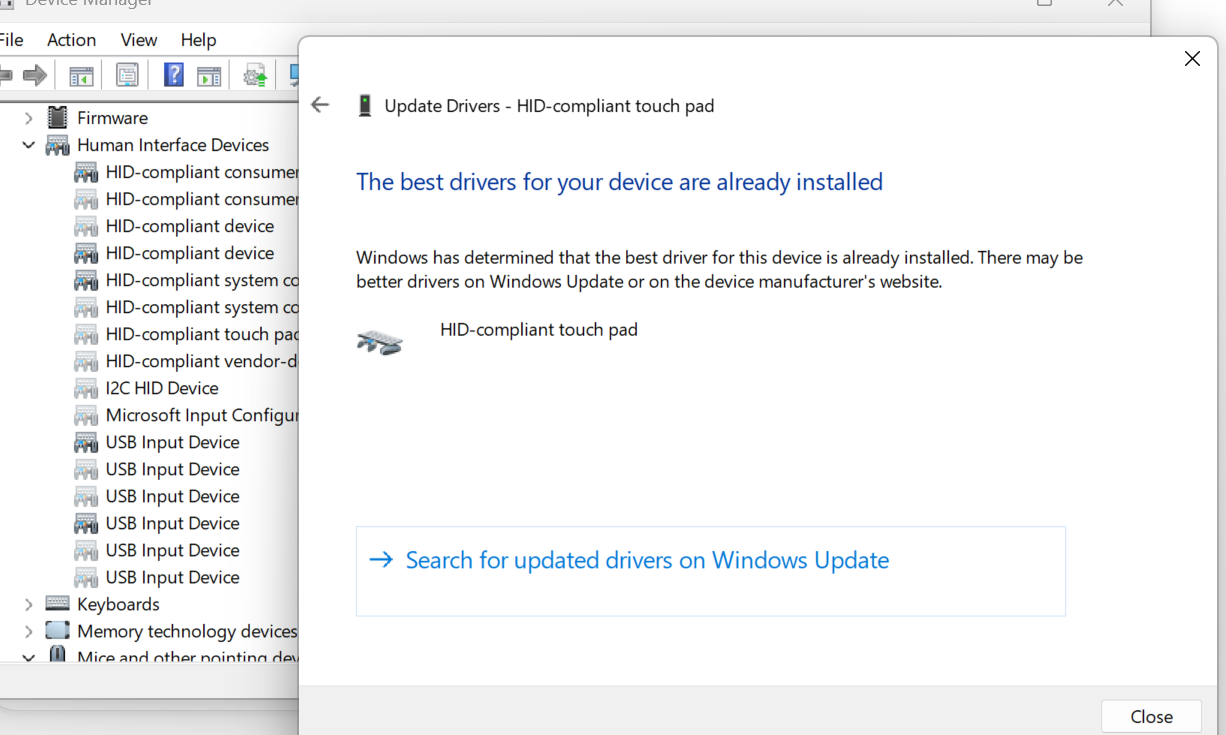 Device Manager
File
Action
View
Help
Firmware
Human Interface Devices
HID-compliant consumer
HID-compliant consumer
HID-compliant device
HID-compliant device
HID-compliant system co
HID-compliant system co
HID-compliant touch pad
HID-compliant vendor-d
I2C HID Device
Microsoft Input Configur
USB Input Device
USB Input Device
USB Input Device
USB Input Device
USB Input Device
USB Input Device
Keyboards
Memory technology devices
Mice and other pointing dev
Update Drivers - HID-compliant touch pad
The best drivers for your device are already installed
Windows has determined that the best driver for this device is already installed. There may be
better drivers on Windows Update or on the device manufacturer's website.
HID-compliant touch pad
Search for updated drivers on Windows Update
Close